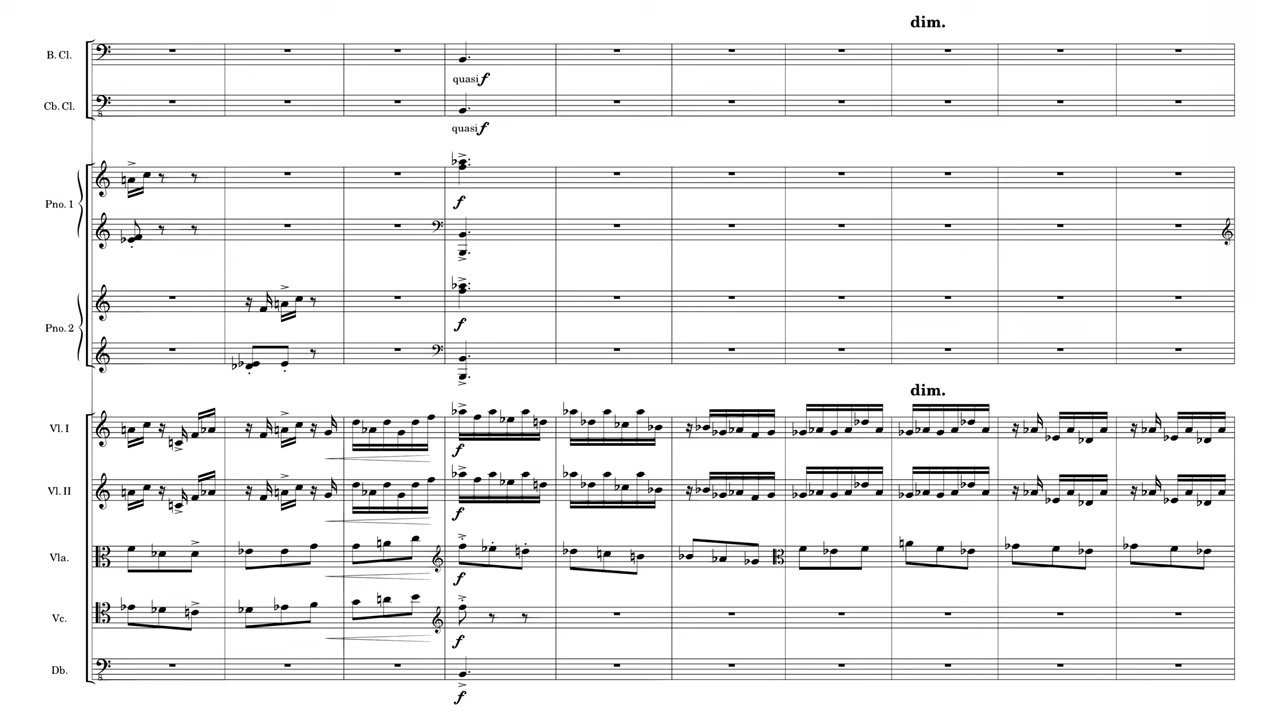 dim.
B. Cl.
quasi f
Cb. Cl.
quasi f
Pno. 1
f
Pno. 2
f
dim.
Vl. I
f
Vl. II
f
Vla.
f
Vc.
f
Db.
f